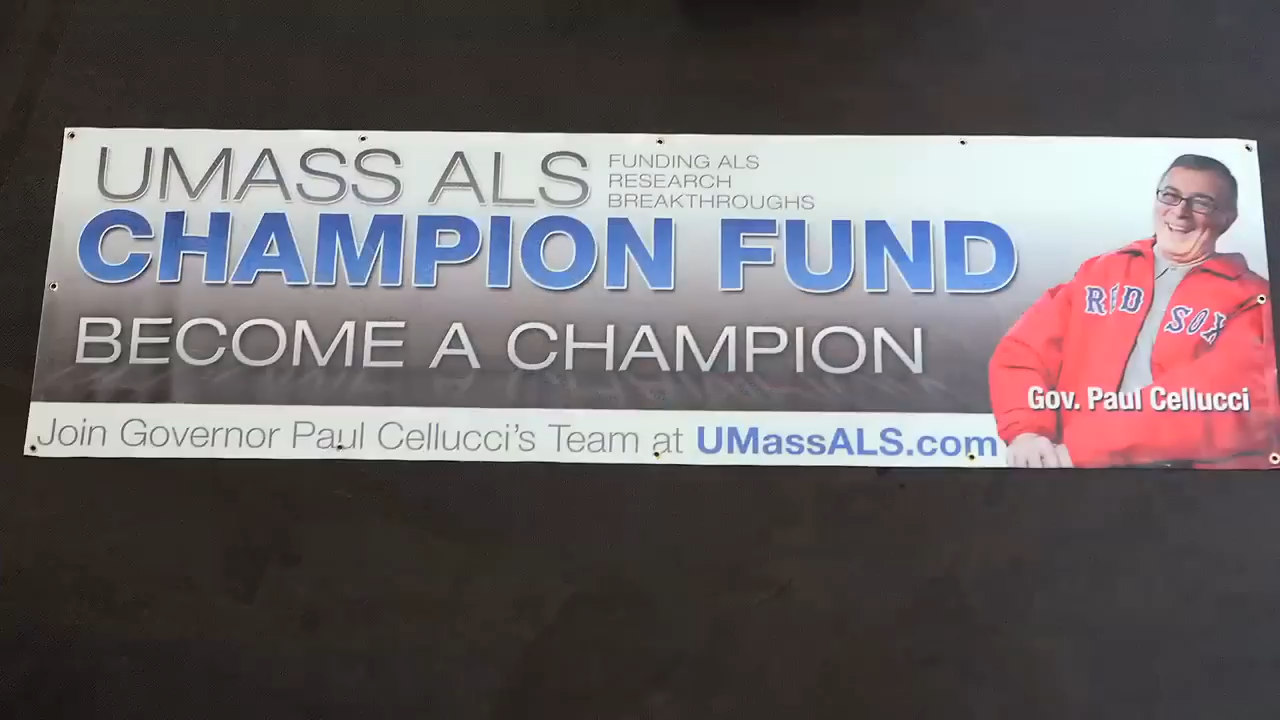 UMASS ALS
FUNDING ALS
RESEARCH
BREAKTHROUGHS
CHAMPION FUND
BECOME A CHAMPION
RED SOX
Gov. Paul Cellucci
Join Governor Paul Cellucci's Team at UMassALS.com